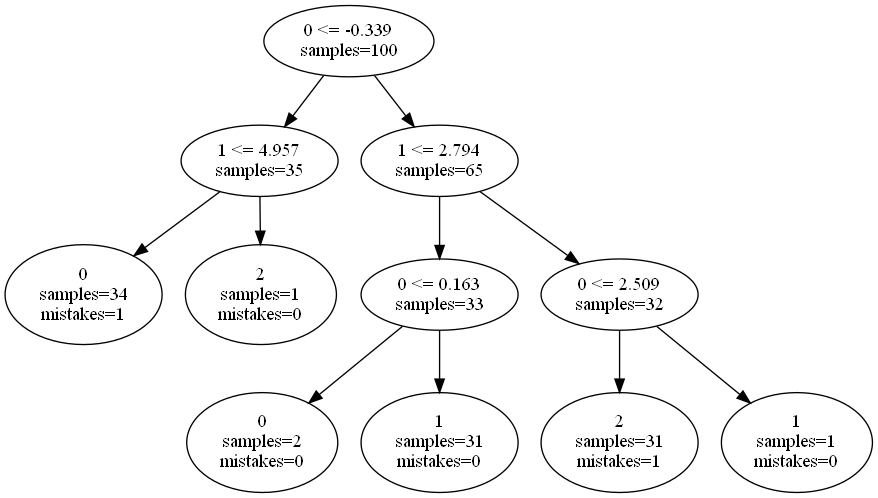 0 <= -0.339
samples=100
1 <= 4.957
samples=35
1 <= 2.794
samples=65
0
samples=34
mistakes=1
2
samples=1
mistakes=0
0 <= 0.163
samples=33
0 <= 2.509
samples=32
0
samples=2
mistakes=0
1
samples=31
mistakes=0
2
samples=31
mistakes=1
1
samples=1
mistakes=0